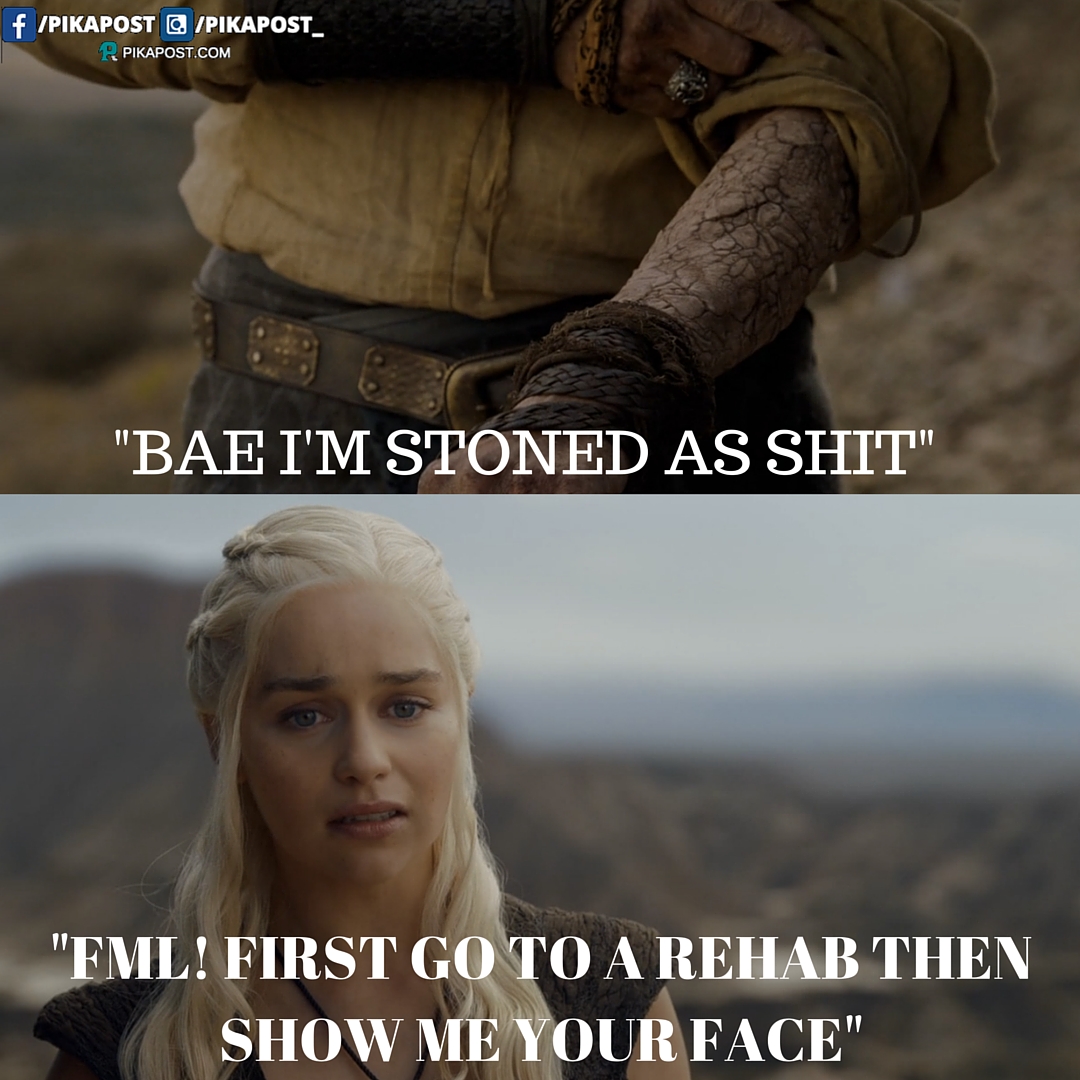 /PIKAPOST /PIKAPOST_
PIKAPOST.COM
"BAE I'M STONED AS SHIT"
"FML! FIRST GO TO A REHAB THEN
SHOW ME YOUR FACE"